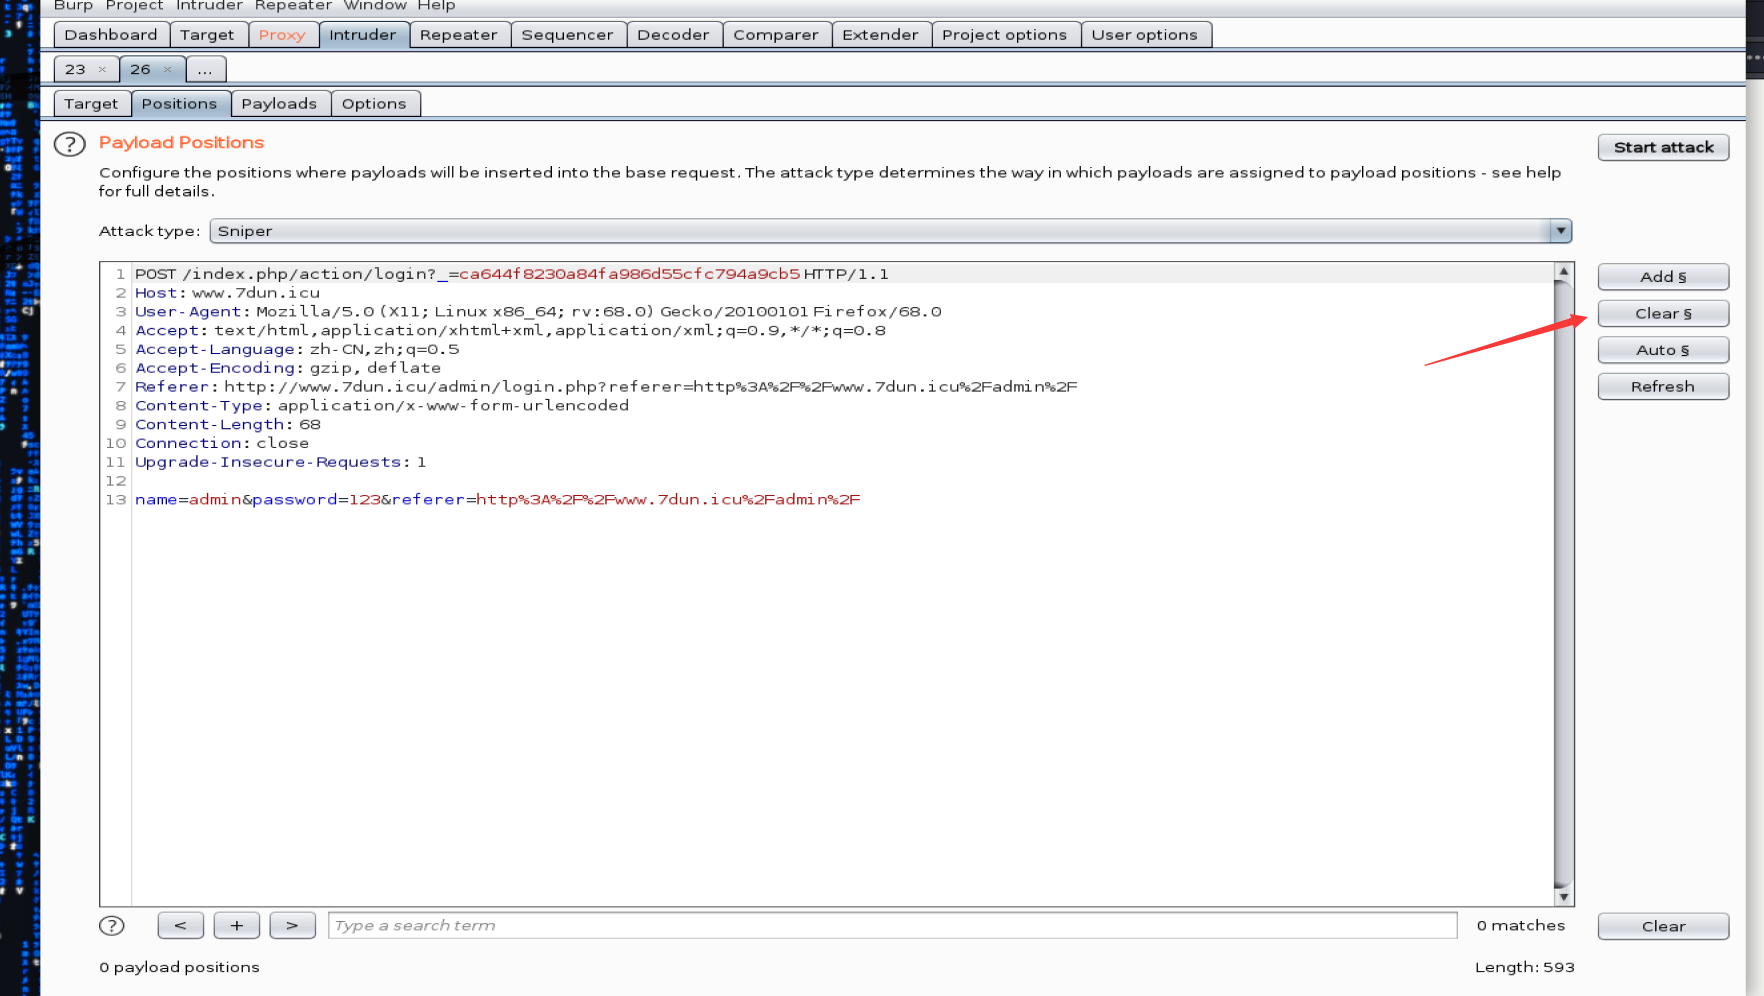 Burp Project Intruder Repeater Window Help
Dashboard Target Proxy Intruder Repeater Sequencer Decoder Comparer Extender Project options User options
23 × 26 × ...
Target Positions Payloads Options
? Payload Positions
Start attack
Configure the positions where payloads will be inserted into the base request. The attack type determines the way in which payloads are assigned to payload positions - see help
for full details.
Attack type: Sniper
1 POST /index.php/action/login?_=ca644f8230a84fa986d55cfc794a9cb5 HTTP/1.1
2 Host: www.7dun.icu
3 User-Agent: Mozilla/5.0 (X11; Linux x86_64; rv:68.0) Gecko/20100101 Firefox/68.0
4 Accept: text/html,application/xhtml+xml,application/xml;q=0.9,*/*;q=0.8
5 Accept-Language: zh-CN,zh;q=0.5
6 Accept-Encoding: gzip, deflate
7 Referer: http://www.7dun.icu/admin/login.php?referer=http%3A%2F%2Fwww.7dun.icu%2Fadmin%2F
8 Content-Type: application/x-www-form-urlencoded
9 Content-Length: 68
10 Connection: close
11 Upgrade-Insecure-Requests: 1
12
13 name=admin&password=123&referer=http%3A%2F%2Fwww.7dun.icu%2Fadmin%2F
Add §
Clear §
Auto §
Refresh
? < + > Type a search term 0 matches Clear
0 payload positions Length: 593